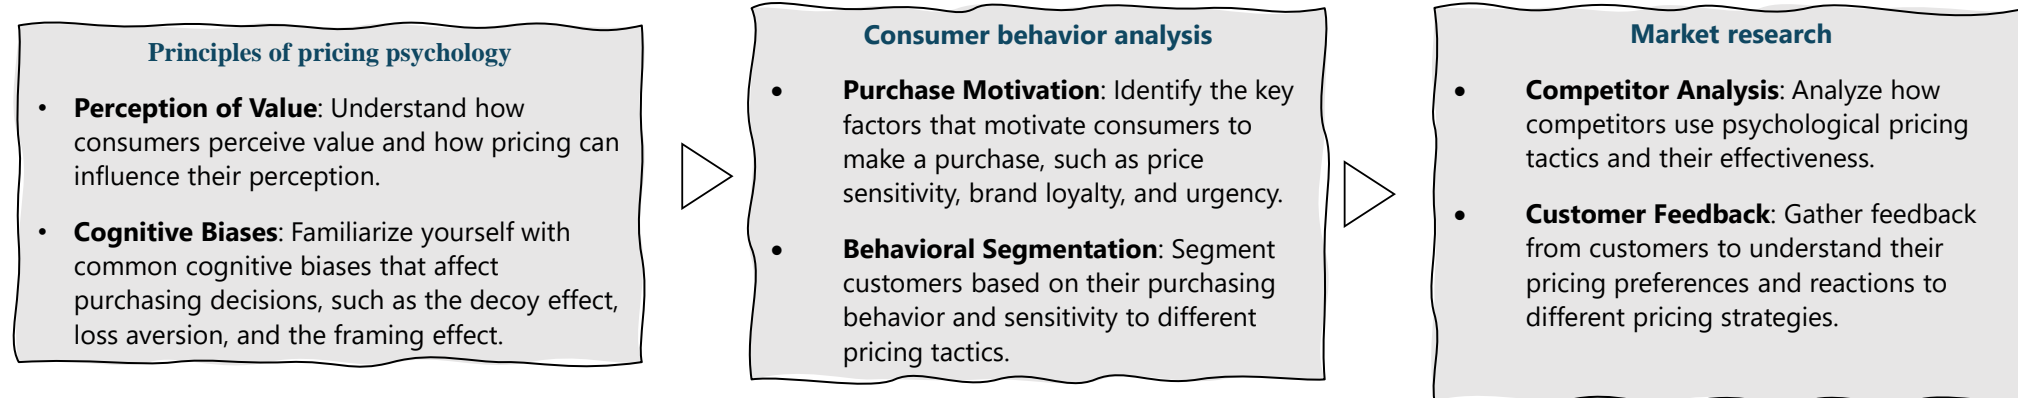 Principles of pricing psychology
• Perception of Value: Understand how
consumers perceive value and how pricing can
influence their perception.
• Cognitive Biases: Familiarize yourself with
common cognitive biases that affect
purchasing decisions, such as the decoy effect,
loss aversion, and the framing effect.
Consumer behavior analysis
• Purchase Motivation: Identify the key
factors that motivate consumers to
make a purchase, such as price
sensitivity, brand loyalty, and urgency.
• Behavioral Segmentation: Segment
customers based on their purchasing
behavior and sensitivity to different
pricing tactics.
Market research
• Competitor Analysis: Analyze how
competitors use psychological pricing
tactics and their effectiveness.
• Customer Feedback: Gather feedback
from customers to understand their
pricing preferences and reactions to
different pricing strategies.